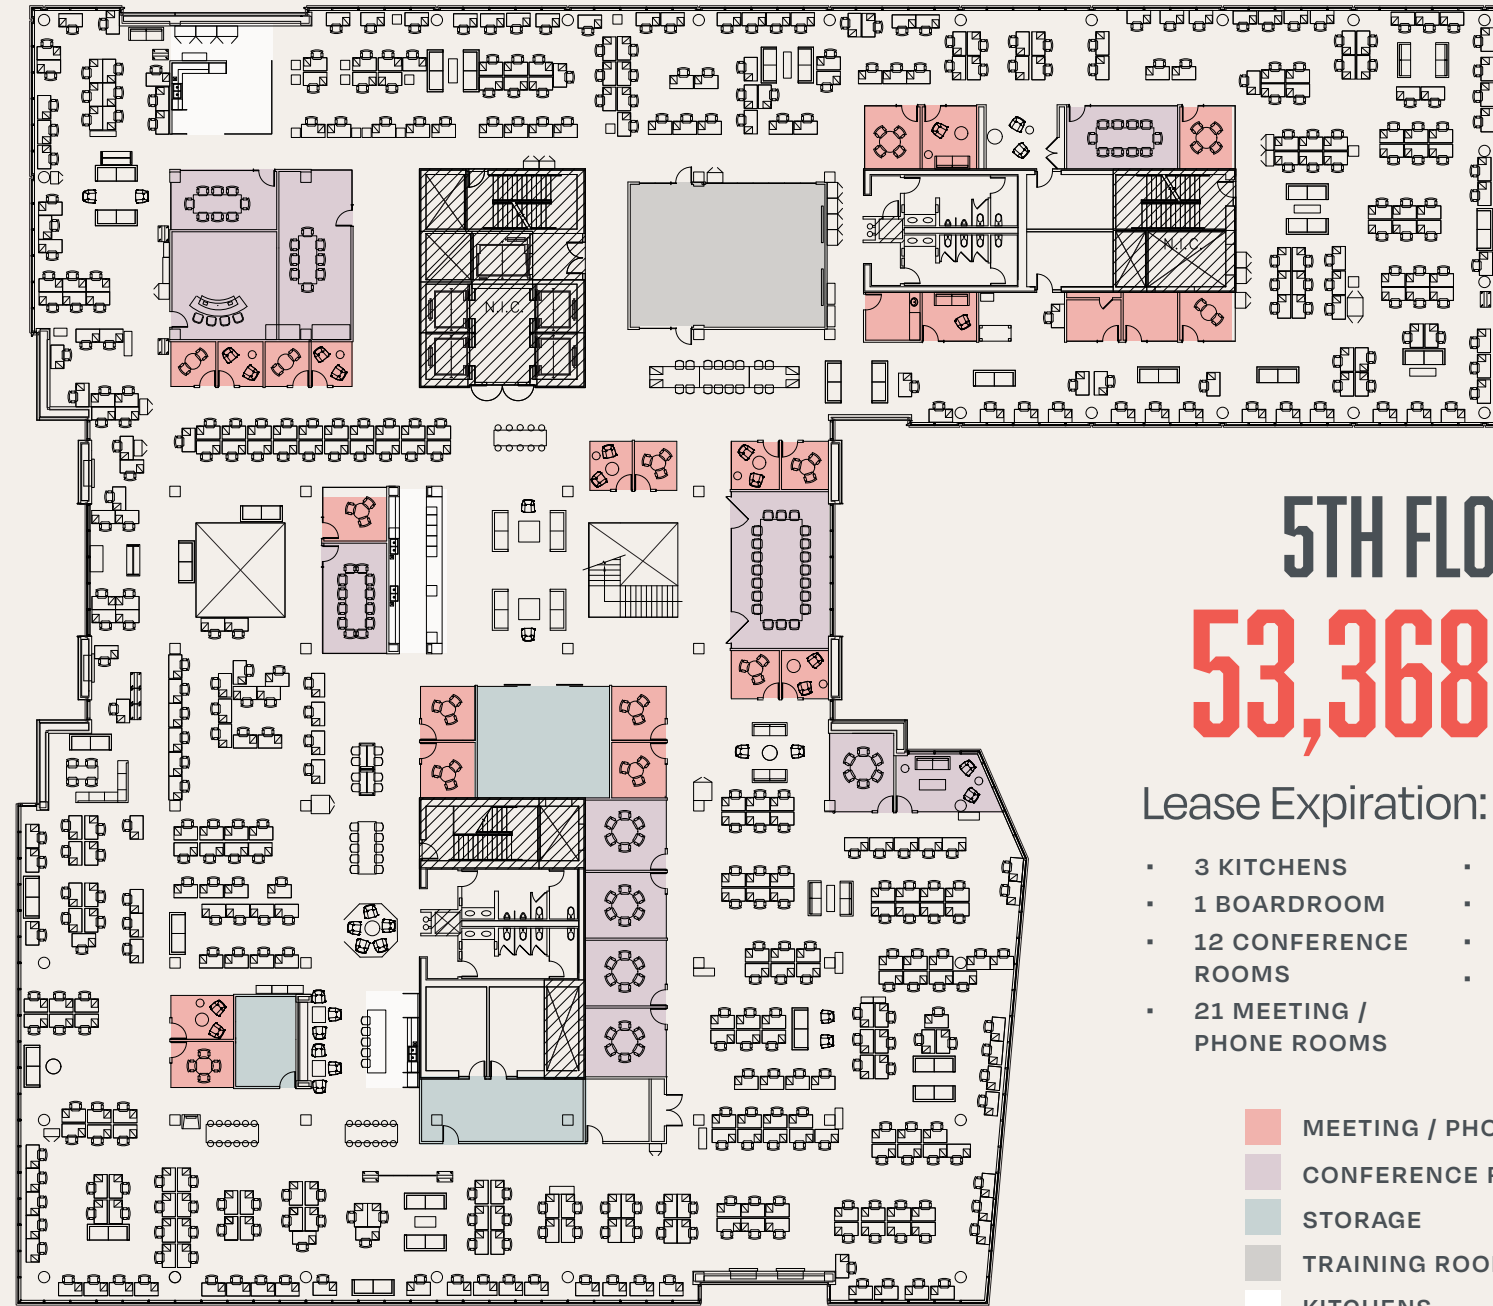 N.I.C.
N.I.C
5TH FLO
53,368
Lease Expiration:
▪ 3 KITCHENS
▪ 1 BOARDROOM
▪ 12 CONFERENCE
ROOMS
▪ 21 MEETING /
PHONE ROOMS
MEETING / PHO
CONFERENCE
STORAGE
TRAINING ROO
KITCHENS